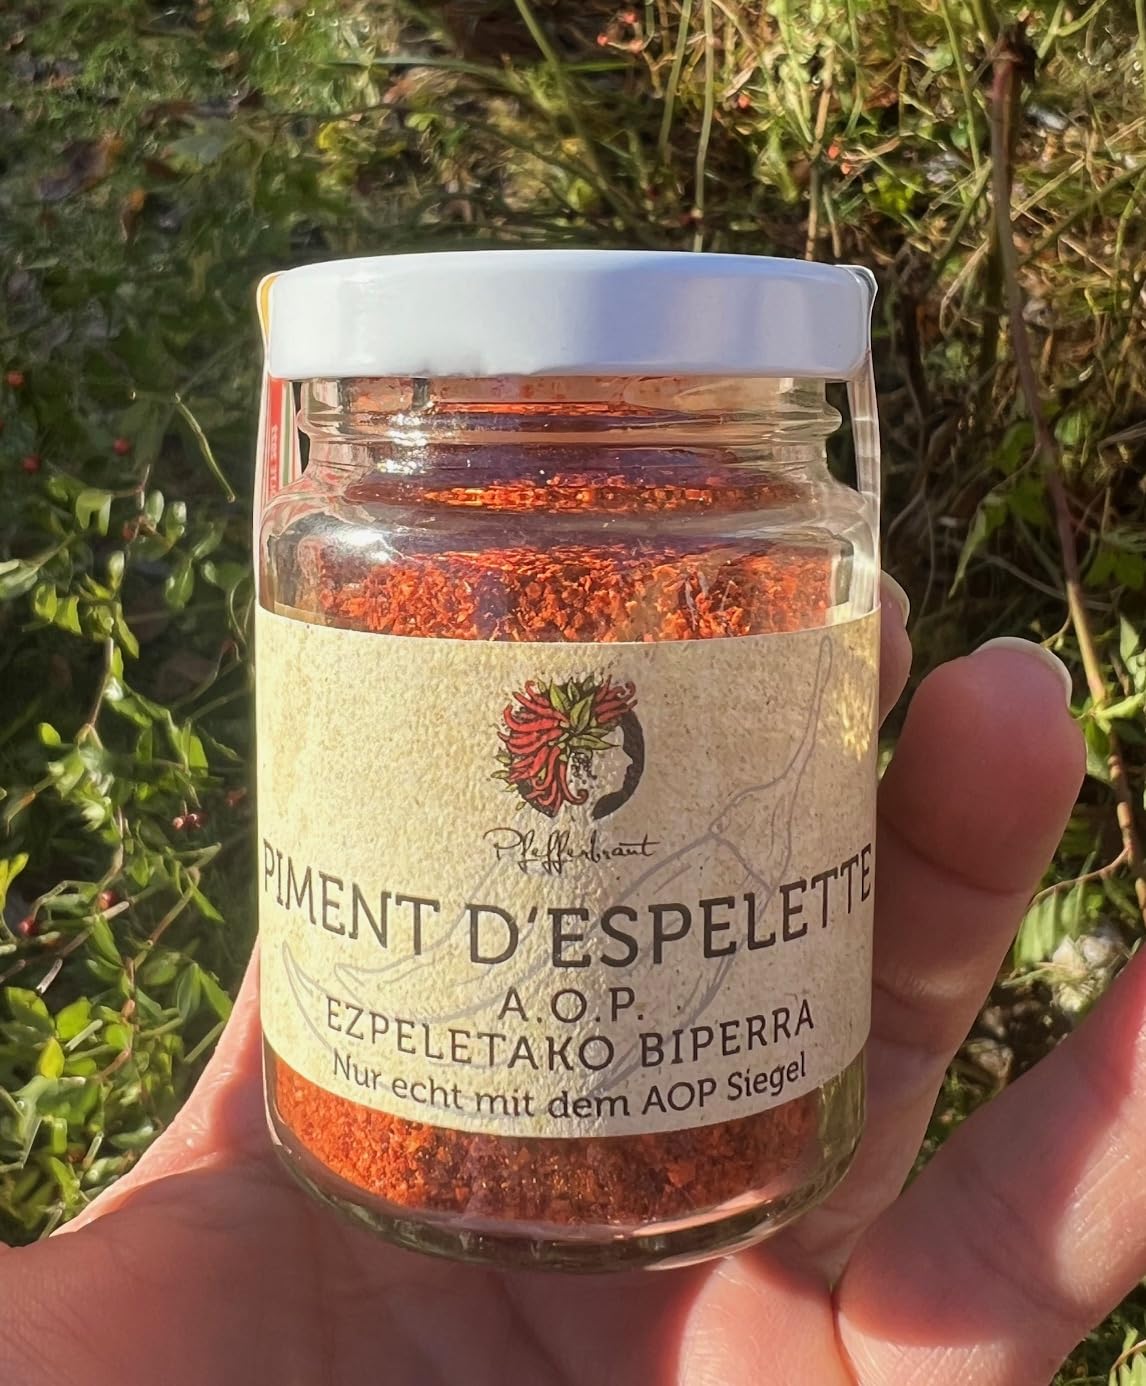 Pfefferbraut
PIMENT D'ESPELETTE
A.O.P.
EZPELETAKO BIPERRA
Nur echt mit dem AOP Siegel